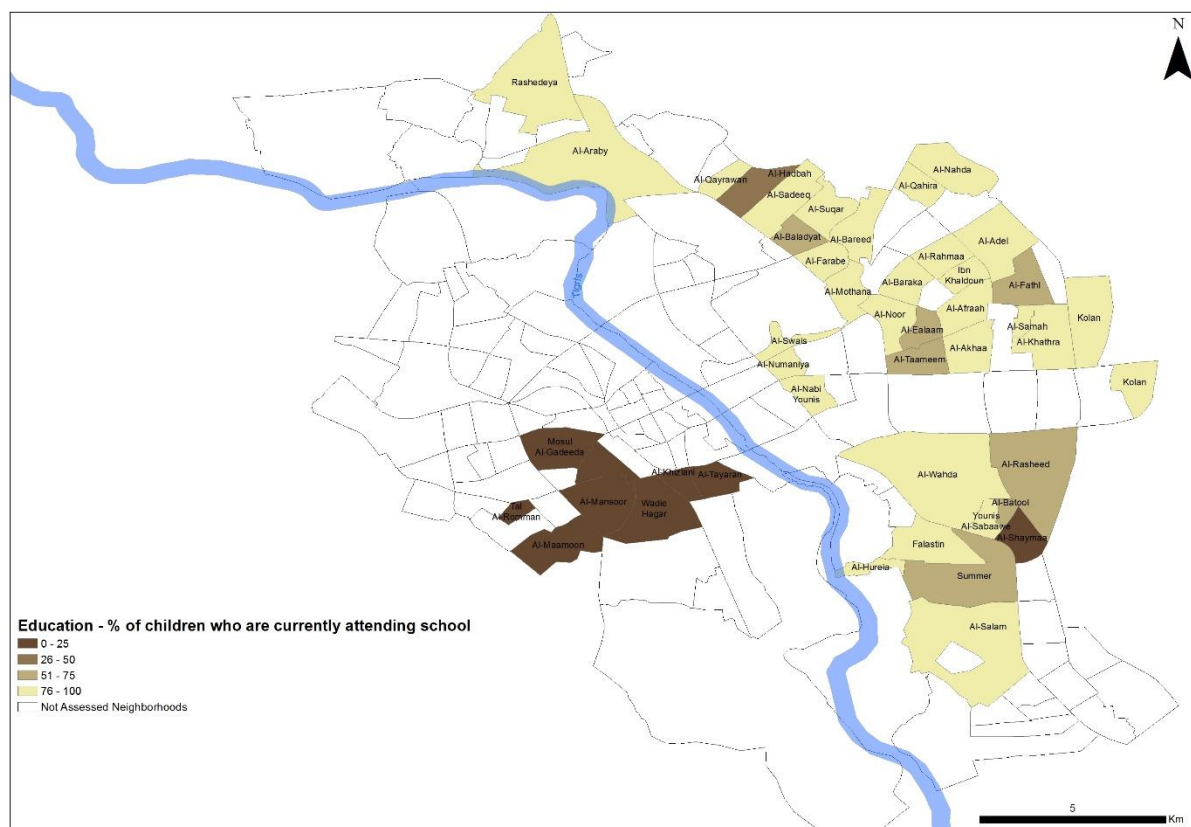 N
Rashedeya
Al-Araby
Al-Qayrawan
Al-Hadbah
Al-Sadeeq
Al-Suqar
Al-Baladyat
Al-Bareed
Al-Farabe
Al-Mothana
Al-Nahda
Al-Qahira
Al-Adel
Al-Rahmaa
Ibn
Khaldoun
Al-Baraka
Al-Fathl
Al-Afraah
Al-Noor
Al-Ealaam
Al-Samah
Al-Khathra
Kolan
Al-Akhaa
Al-Taameem
Al-Swais
Al-Numaniya
Al-Nabi
Younis
Kolan
Tigris
Mosul
Al-Gadeeda
Al-Khizlani
Al-Tayaran
Al-Mansoor
Wadie
Hagar
Tal
Al-Romman
Al-Maamoon
Al-Wahda
Al-Rasheed
Al-Batool
Younis
Al-Sabaawe
Al-Shaymaa
Falastin
Al-Hureia
Summer
Al-Salam
Education - % of children who are currently attending school
0 - 25
26 - 50
51 - 75
76 - 100
Not Assessed Neighborhoods
5
Km